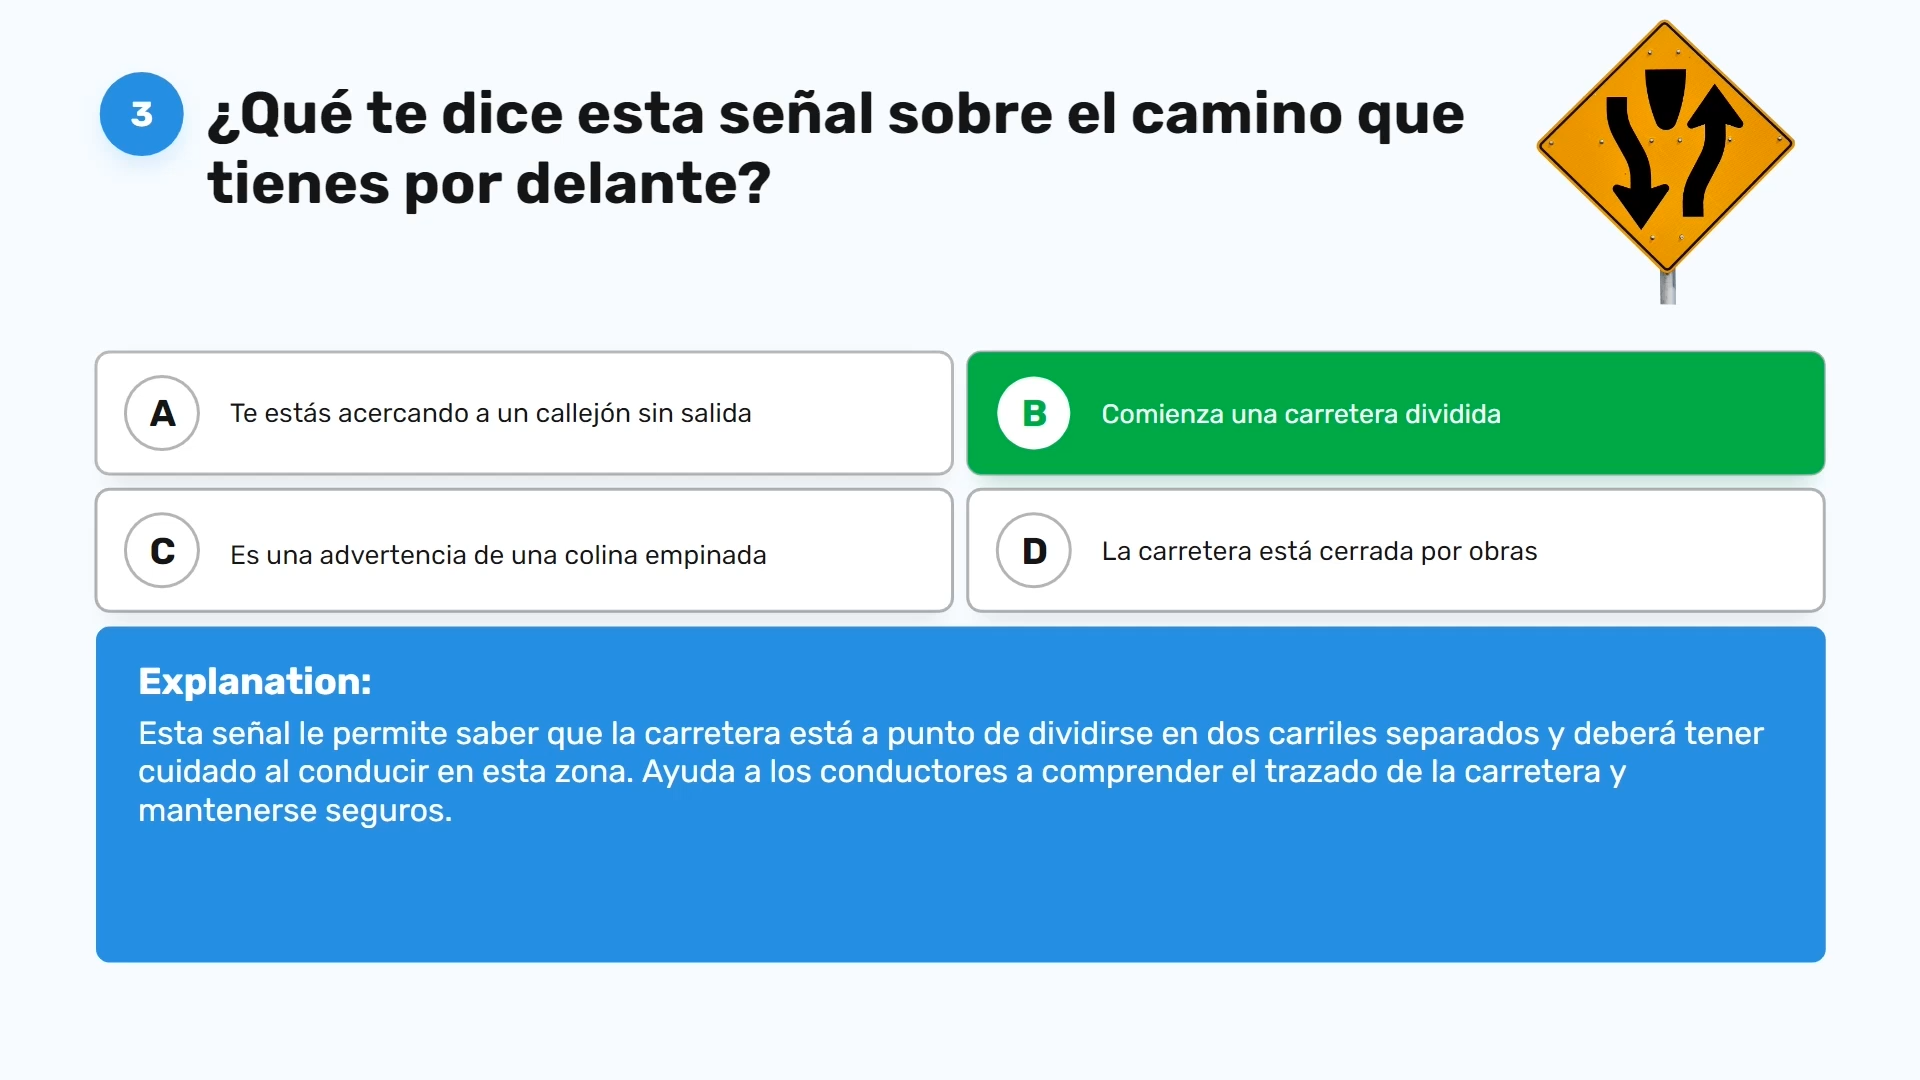 3
¿Qué te dice esta señal sobre el camino que
tienes por delante?
A
Te estás acercando a un callejón sin salida
B
Comienza una carretera dividida
C
Es una advertencia de una colina empinada
D
La carretera está cerrada por obras
Explanation:
Esta señal le permite saber que la carretera está a punto de dividirse en dos carriles separados y deberá tener
cuidado al conducir en esta zona. Ayuda a los conductores a comprender el trazado de la carretera y
mantenerse seguros.